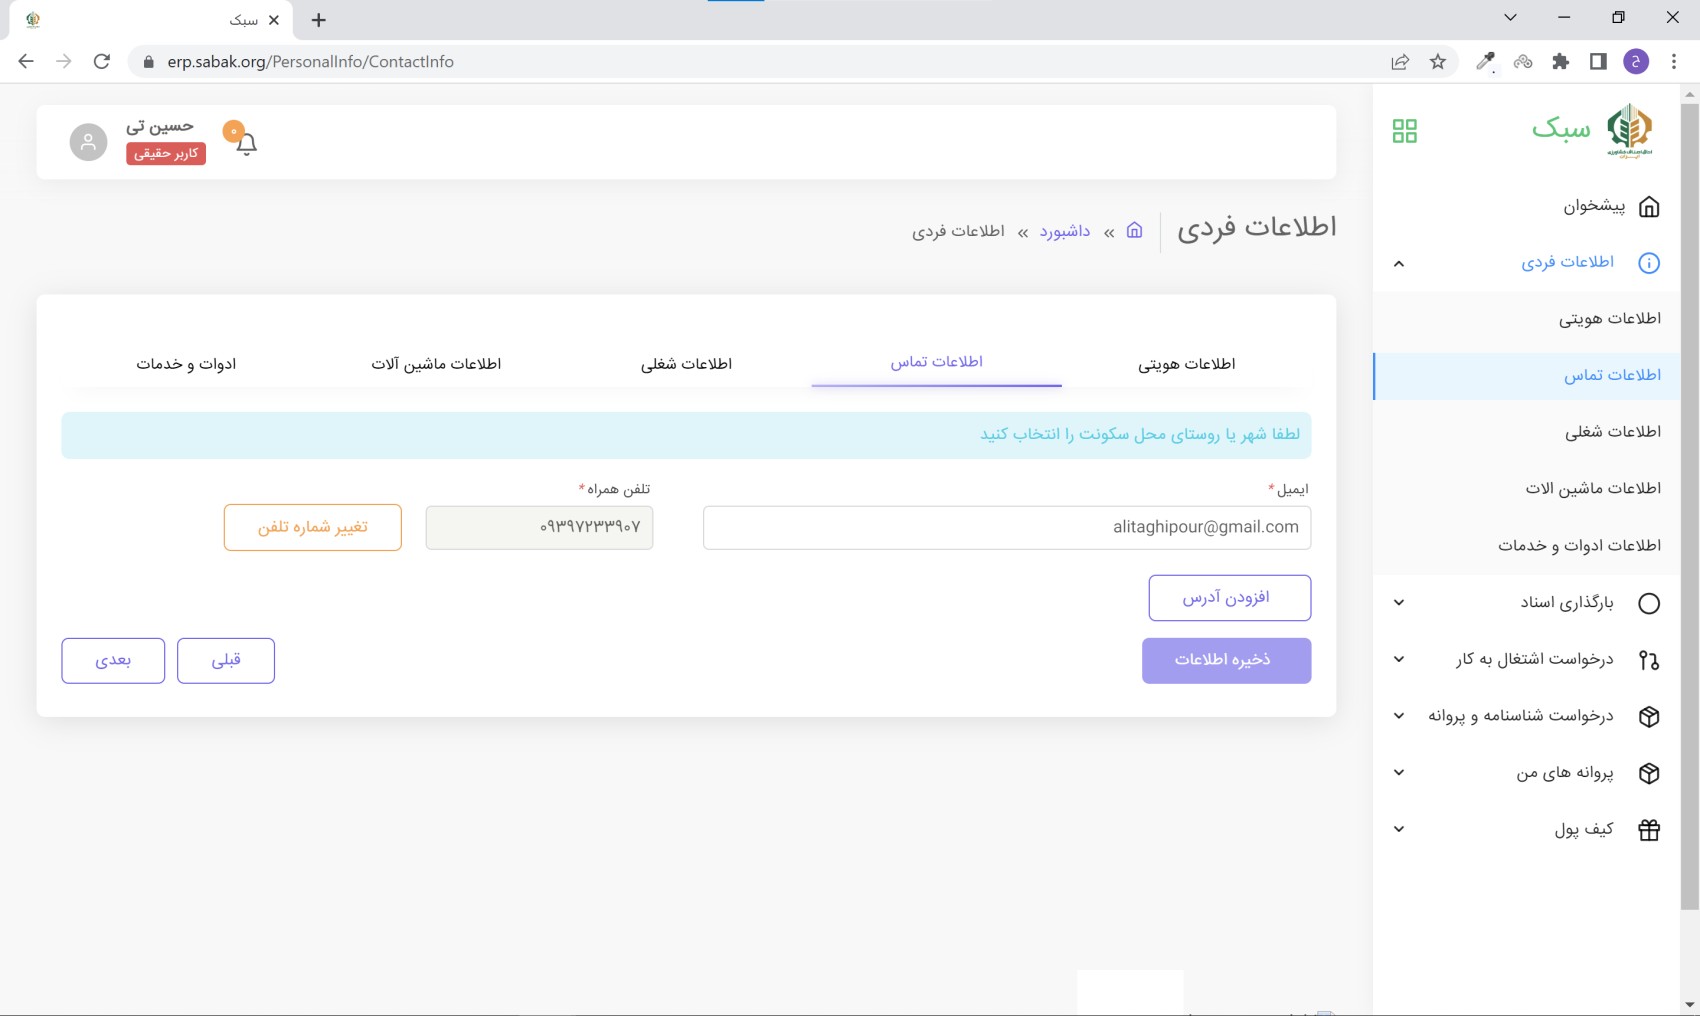 سبک
erp.sabak.org/PersonalInfo/ContactInfo
سبک
حسین تی
کاربر حقیقی
۰
پیشخوان
اطلاعات فردی
اطلاعات هویتی
اطلاعات تماس
اطلاعات شغلی
اطلاعات ماشین الات
اطلاعات ادوات و خدمات
بارگذاری اسناد
درخواست اشتغال به کار
درخواست شناسنامه و پروانه
پروانه های من
کیف پول
اطلاعات فردی
داشبورد » اطلاعات فردی
اطلاعات هویتی
اطلاعات تماس
اطلاعات شغلی
اطلاعات ماشین آلات
ادوات و خدمات
لطفا شهر یا روستای محل سکونت را انتخاب کنید
ایمیل *
alitaghipour@gmail.com
تلفن همراه *
۰۹۳۹۷۲۳۳۹۰۷
تغییر شماره تلفن
افزودن آدرس
ذخیره اطلاعات
قبلی
بعدی